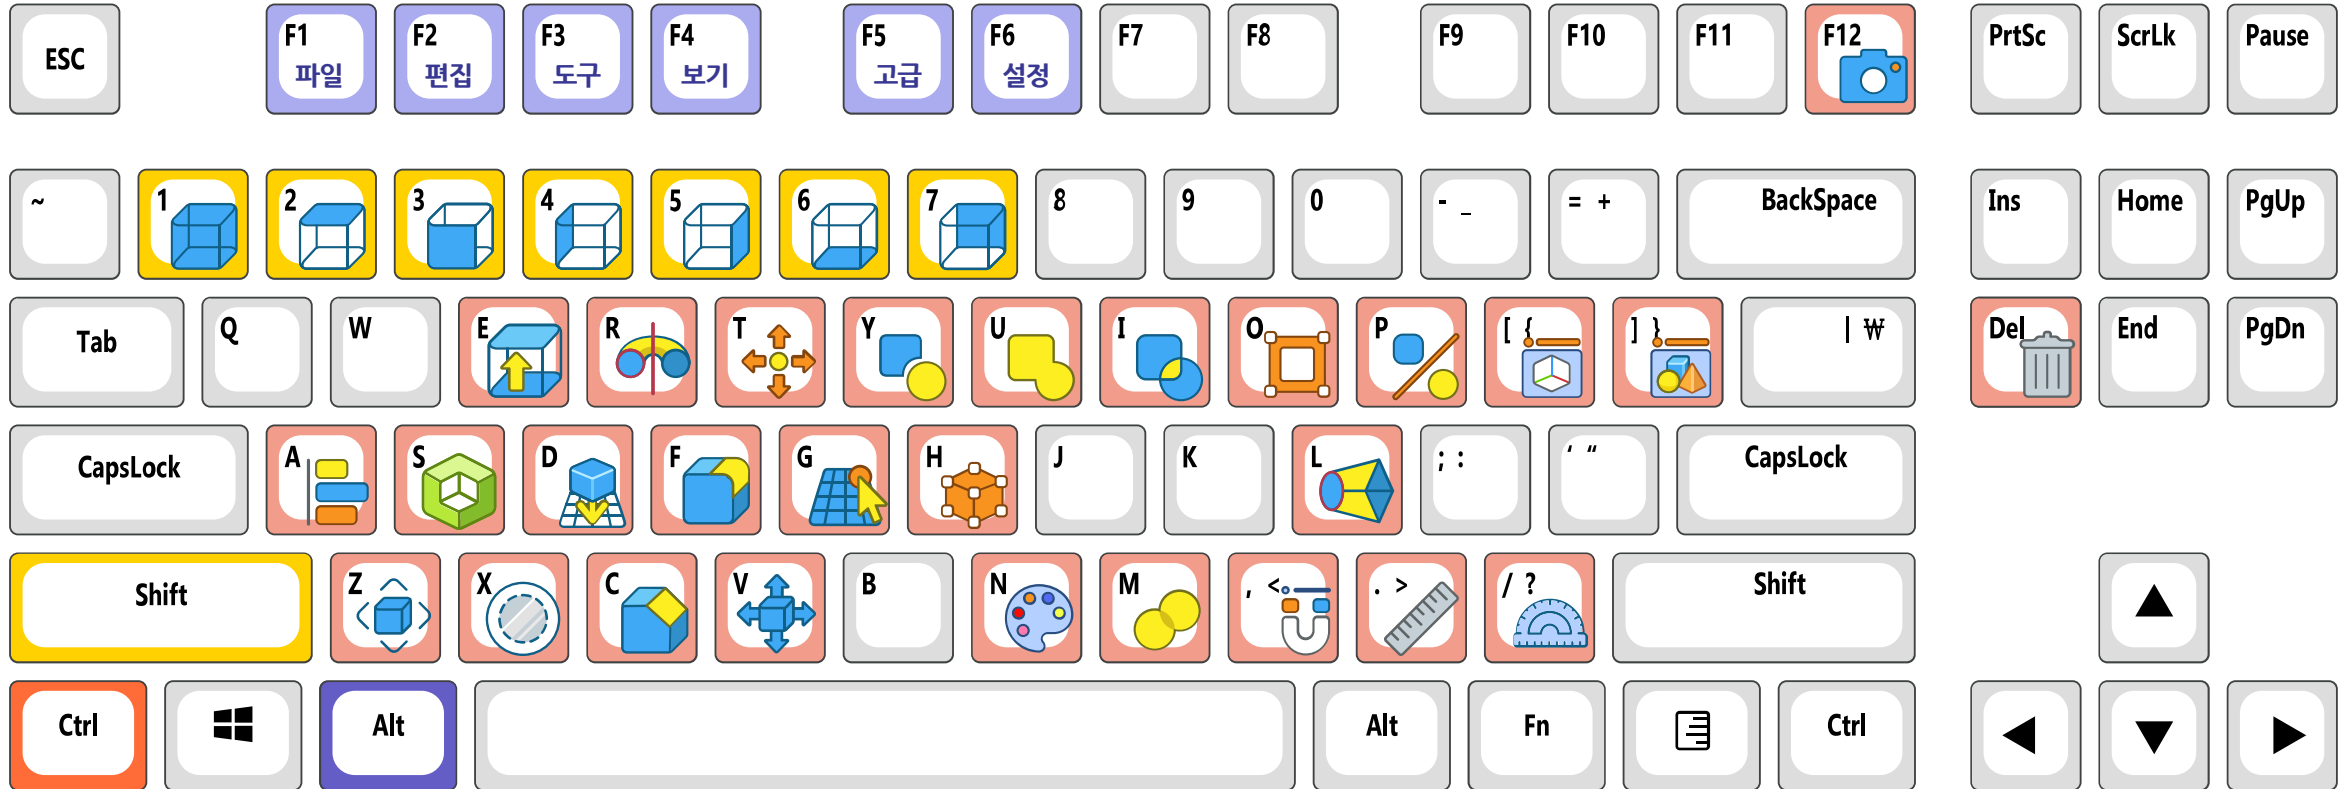 ESC F1 F2 F3 F4 F5 F6 F7 F8 F9 F10 F11 F12 PrtSc ScrLk Pause
파일 편집 도구 보기 고급 설정
~ 1 2 3 4 5 6 7 8 9 0 - _ = + BackSpace Ins Home PgUp
Tab Q W E R T Y U I O P [ { ] } | ₩ Del End PgDn
CapsLock A S D F G H J K L ; : ‘ “ CapsLock
Shift Z X C V B N M , < . > / ? Shift
Ctrl Alt Alt Fn Ctrl